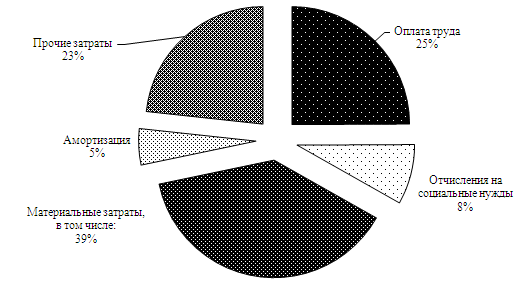 Прочие затраты
23%
Оплата труда
25%
Амортизация
5%
Отчисления на
социальные нужды
8%
Материальные затраты,
в том числе:
39%